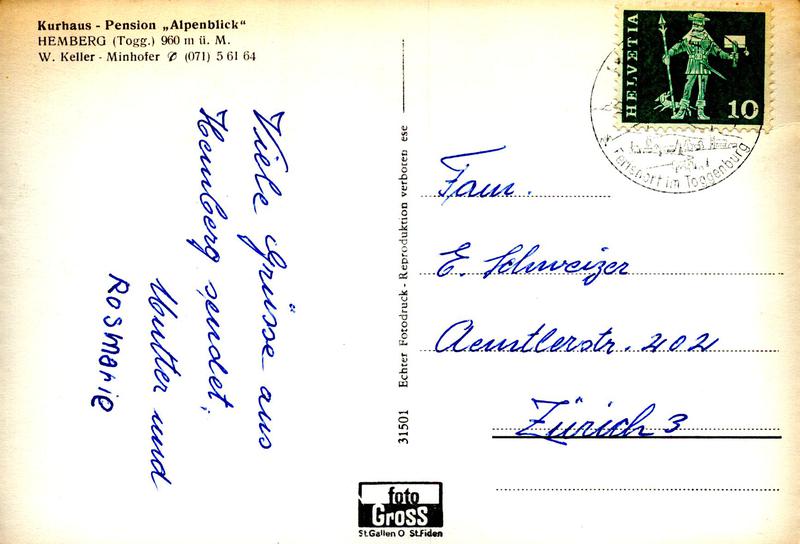 Kurhaus - Pension „Alpenblick“
HEMBERG (Togg.) 960 m ü. M.
W. Keller - Minhofer ✆ (071) 5 61 64
Viele Grüsse aus
Hemberg sendet.
Mutter und
Rosmarie
31501 Echter Fotodruck - Reproduktion verboten ese
HELVETIA
10
Ferienort im Toggenburg
Fam.
E. Schweizer
Aemtlerstr. 202
Zürich 3
foto
GROSS
St.Gallen O St.Fiden